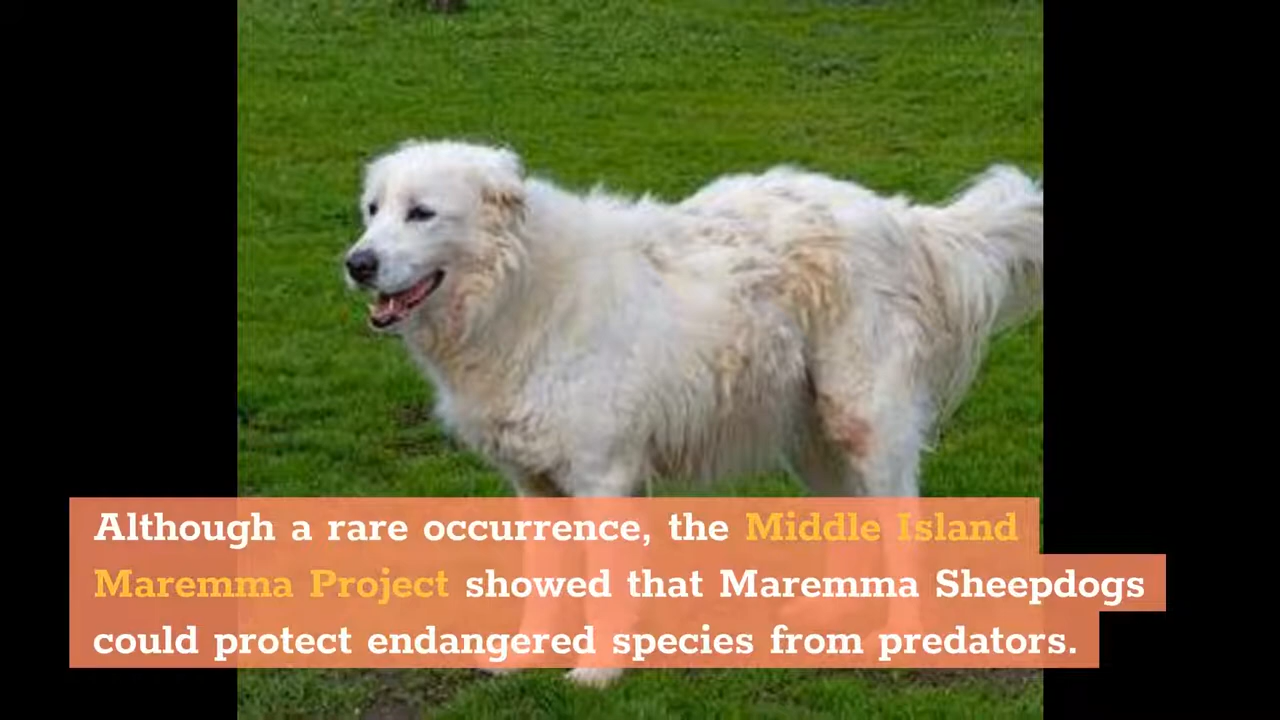 Although a rare occurrence, the Middle Island
Maremma Project showed that Maremma Sheepdogs
could protect endangered species from predators.